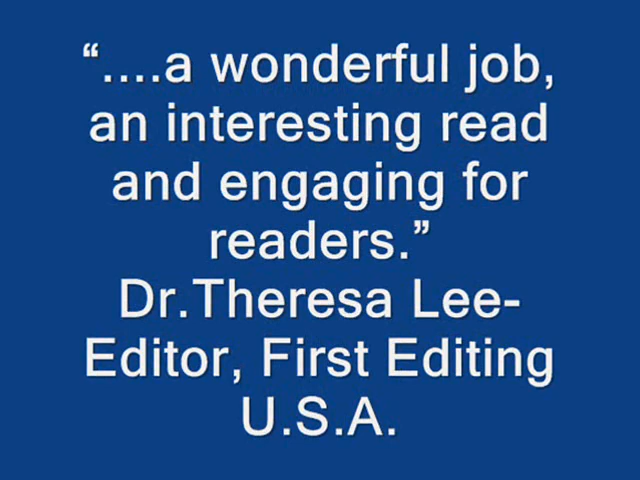 “....a wonderful job,
an interesting read
and engaging for
readers.”
Dr.Theresa Lee-
Editor, First Editing
U.S.A.